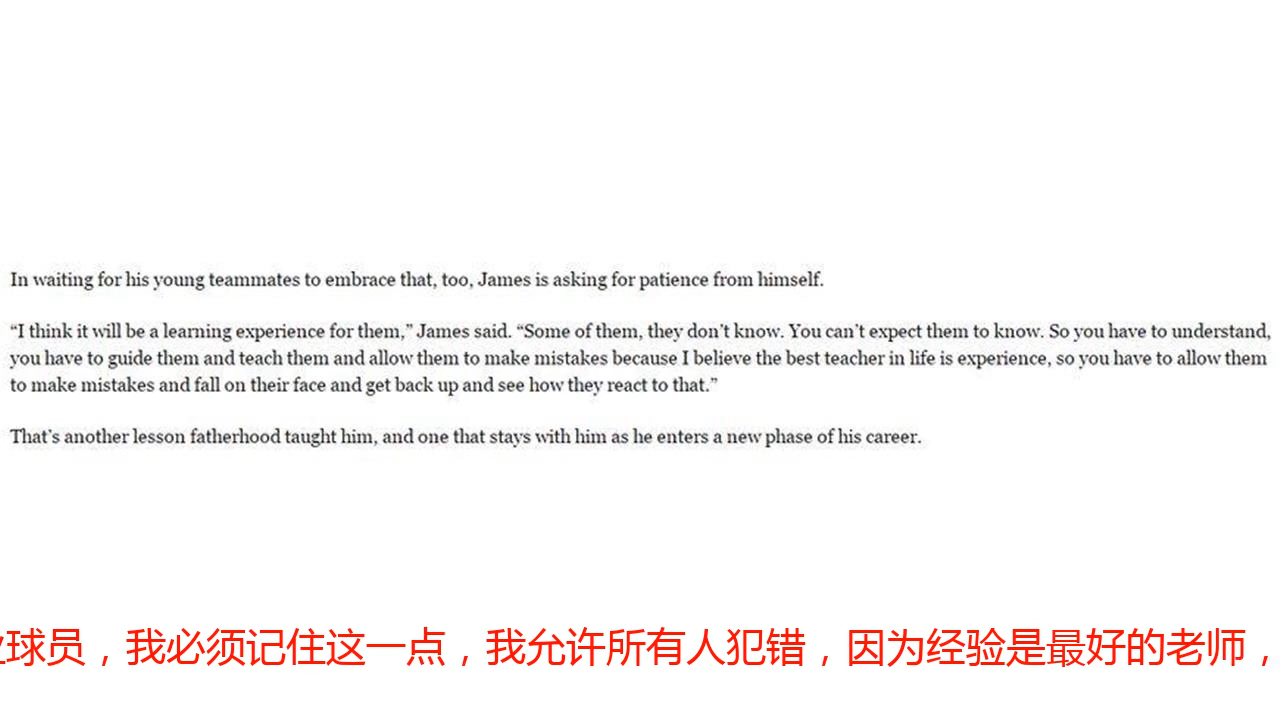 In waiting for his young teammates to embrace that, too, James is asking for patience from himself.
“I think it will be a learning experience for them,” James said. “Some of them, they don’t know. You can’t expect them to know. So you have to understand,
you have to guide them and teach them and allow them to make mistakes because I believe the best teacher in life is experience, so you have to allow them
to make mistakes and fall on their face and get back up and see how they react to that.”
That’s another lesson fatherhood taught him, and one that stays with him as he enters a new phase of his career.
球员，我必须记住这一点，我允许所有人犯错，因为经验是最好的老师，